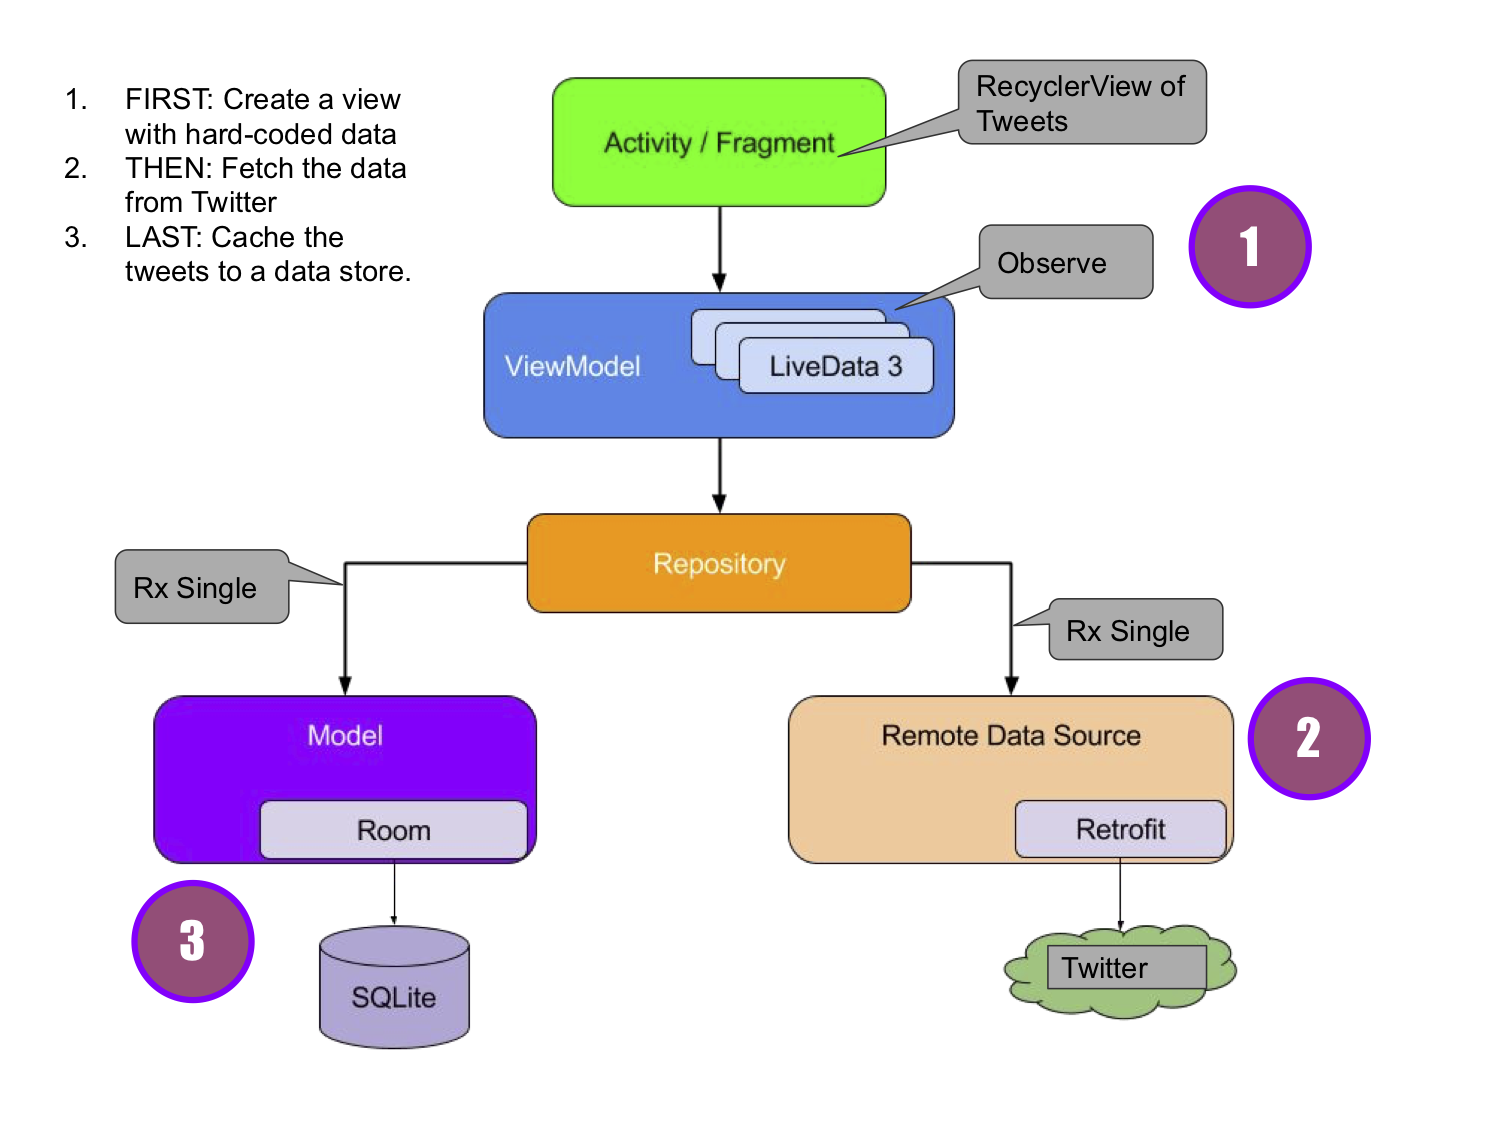 1. FIRST: Create a view
with hard-coded data
2. THEN: Fetch the data
from Twitter
3. LAST: Cache the
tweets to a data store.
RecyclerView of
Tweets
Activity / Fragment
1
Observe
ViewModel
LiveData 3
Repository
Rx Single
Rx Single
Model
Remote Data Source
2
Room
Retrofit
3
SQLite
Twitter